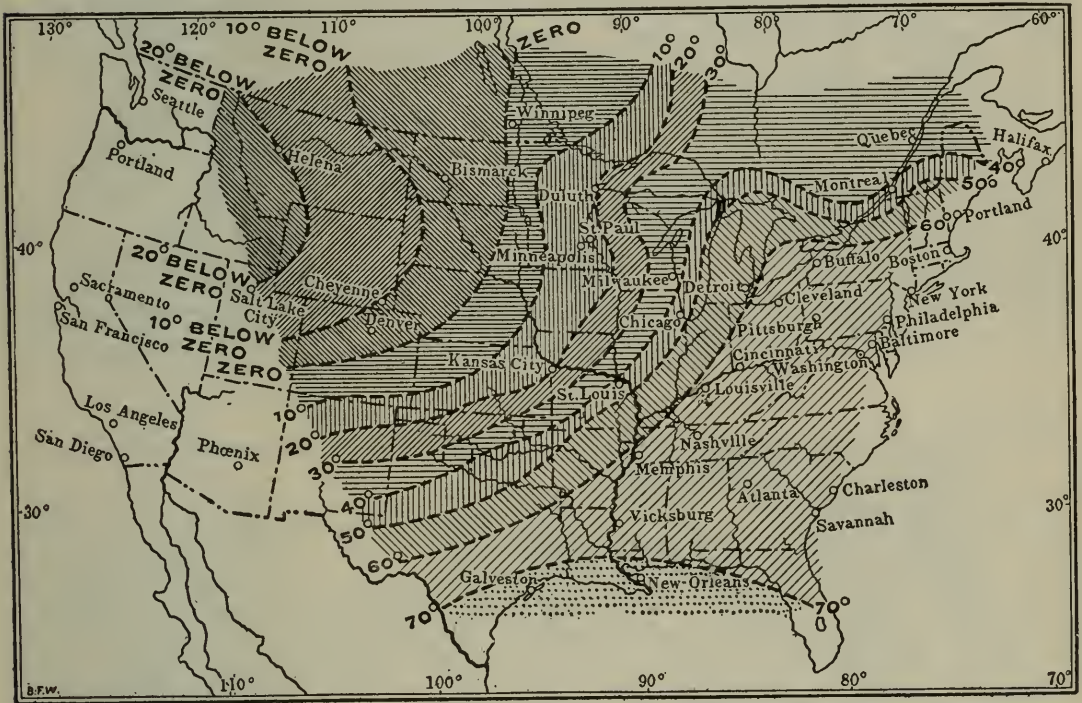 130°
120°
110°
100°
90°
80°
70°
60°
20° BELOW
ZERO
10° BELOW
ZERO
ZERO
10°
20°
30°
Seattle
Winnipeg
Quebec
Halifax
Portland
Helena
Bismarck
Duluth
Montreal
40°
50°
60
Portland
40°
40°
St. Paul
Minneapolis
Buffalo
Boston
20° BELOW
ZERO
Salt Lake
City
Cheyenne
Milwaukee
Detroit
Cleveland
New York
Sacramento
San Francisco
10° BELOW
ZERO
Denver
Chicago
Pittsburgh
Philadelphia
Baltimore
ZERO
Kansas City
Cincinnati
Washington
St. Louis
Louisville
Los Angeles
10°
San Diego
Phœnix
20
Nashville
30
Memphis
Atlanta
Charleston
40
30°
50
Vicksburg
Savannah
30°
60
Galveston
New Orleans
70
70°
B.F.W.
110°
100°
90°
80°
70°